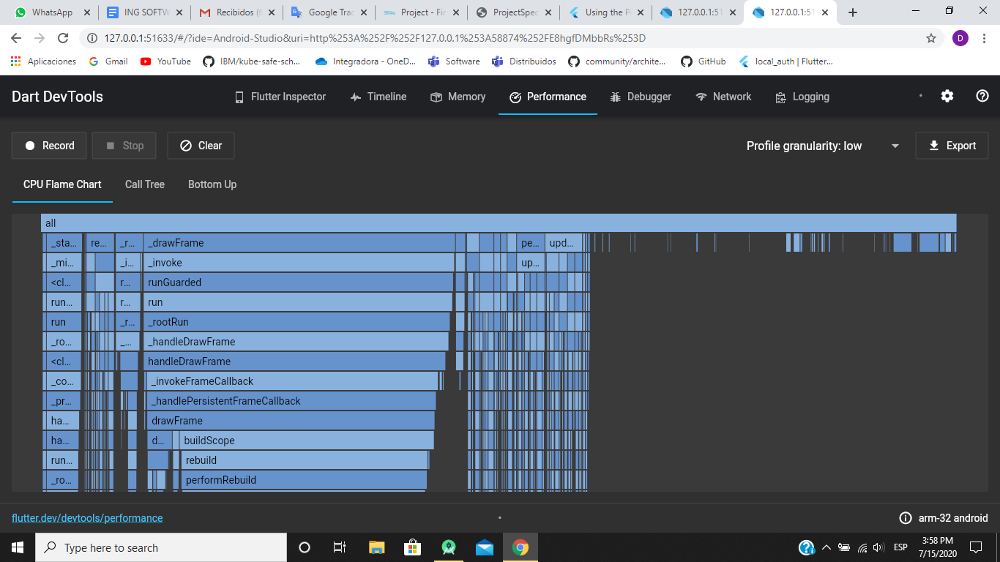 WhatsApp
ING SOFTW
Recibidos (
Google Trac
Project - Fir
ProjectSpec
Using the P
127.0.0.1:51
127.0.0.1:51
127.0.0.1:51633/#/?ide=Android-Studio&uri=http%253A%252F%252F127.0.0.1%253A58874%252FE8hgfDMbbRs%253D
D
Aplicaciones
Gmail
YouTube
IBM/kube-safe-sch...
Integradora - OneD...
Software
Distribuidos
community/archite...
GitHub
local_auth | Flutter...
Dart DevTools
Flutter Inspector
Timeline
Memory
Performance
Debugger
Network
Logging
Record
Stop
Clear
Profile granularity: low
Export
CPU Flame Chart
Call Tree
Bottom Up
all
_sta... re... _r... _drawFrame pe... upd...
_mi... _i... _invoke up...
<cl... r... runGuarded
run... r... run
run _r... _rootRun
_ro... _... _handleDrawFrame
<cl... handleDrawFrame
_co... _invokeFrameCallback
_pr... _handlePersistentFrameCallback
ha... drawFrame
ha... d... buildScope
run... rebuild
_ro... performRebuild
flutter.dev/devtools/performance
arm-32 android
Type here to search
ESP
3:58 PM
7/15/2020